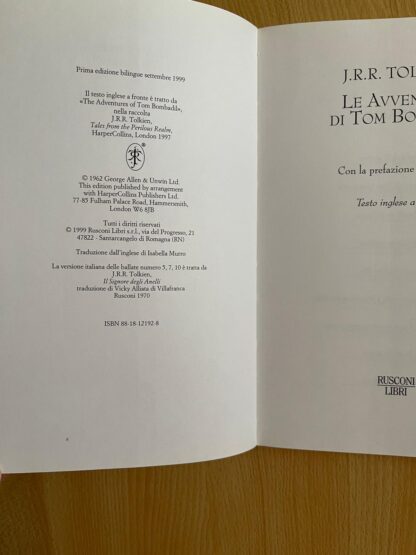 Prima edizione bilingue settembre 1999
Il testo inglese a fronte è tratto da
«The Adventures of Tom Bombadil»,
nella raccolta
J.R.R. Tolkien,
Tales from the Perilous Realm,
HarperCollins, London 1997
© 1962 George Allen & Unwin Ltd.
This edition published by arrangement
with HarperCollins Publishers Ltd.
77-85 Fulham Palace Road, Hammersmith,
London W6 8JB
Tutti i diritti riservati
© 1999 Rusconi Libri s.r.l., via del Progresso, 21
47822 - Santarcangelo di Romagna (RN)
Traduzione dall'inglese di Isabella Murro
La versione italiana delle ballate numero 5, 7, 10 è tratta da
J.R.R. Tolkien,
Il Signore degli Anelli
traduzione di Vicky Alliata di Villafranca
Rusconi 1970
ISBN 88-18-12192-8
J.R.R. TOL
LE AVVEN
DI TOM BO
Con la prefazione
Testo inglese a
RUSCONI
LIBRI